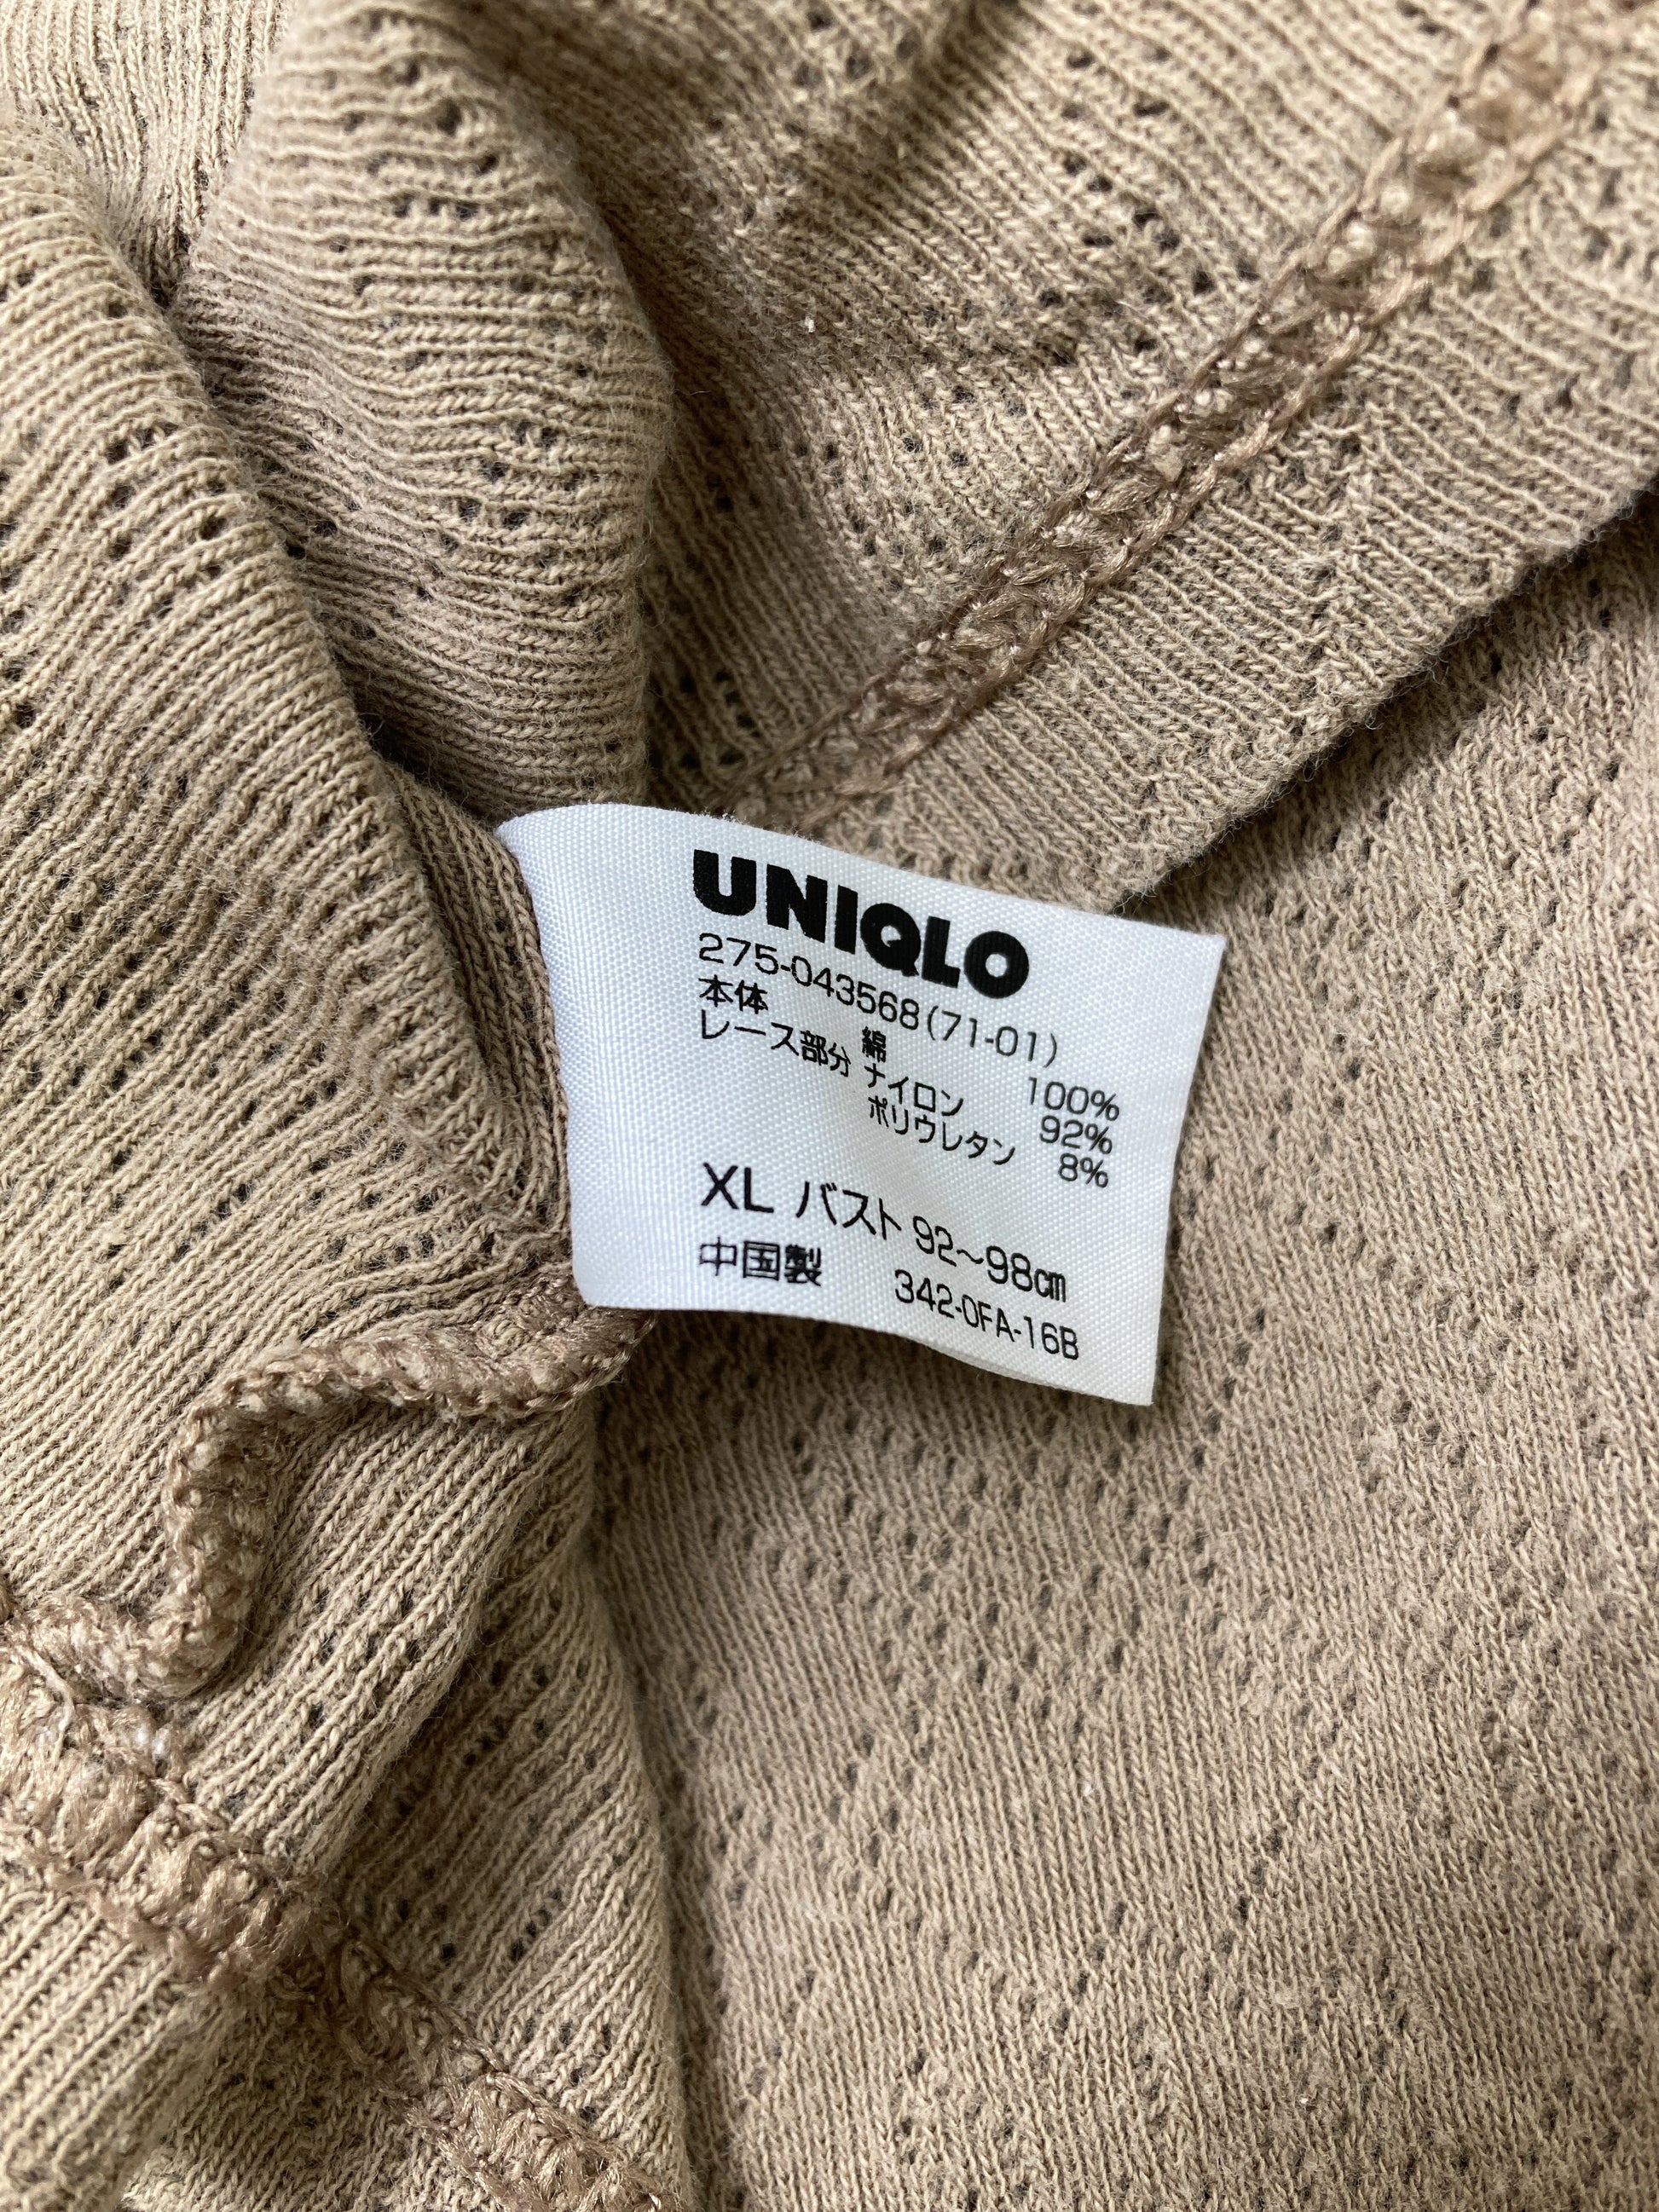 UNIQLO
275-043568(71-01)
本体 綿 100%
レース部分 ナイロン 92%
ポリウレタン 8%
XL バスト 92～98cm
中国製 342-0FA-16B